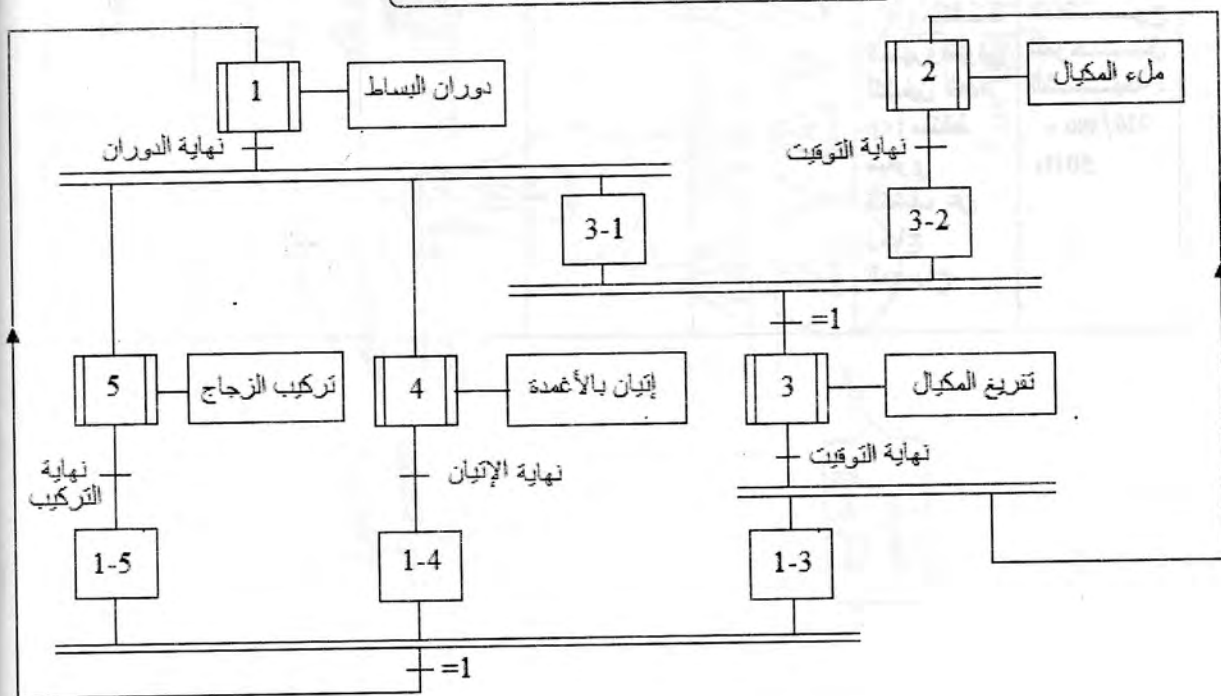 1
دوران البساط
2
ملء المكيال
نهاية الدوران
نهاية التوقيت
3-1
3-2
=1
5
تركيب الزجاج
4
إتيان بالأغمدة
3
تفريغ المكيال
نهاية
التركيب
نهاية الإتيان
نهاية التوقيت
1-5
1-4
1-3
=1